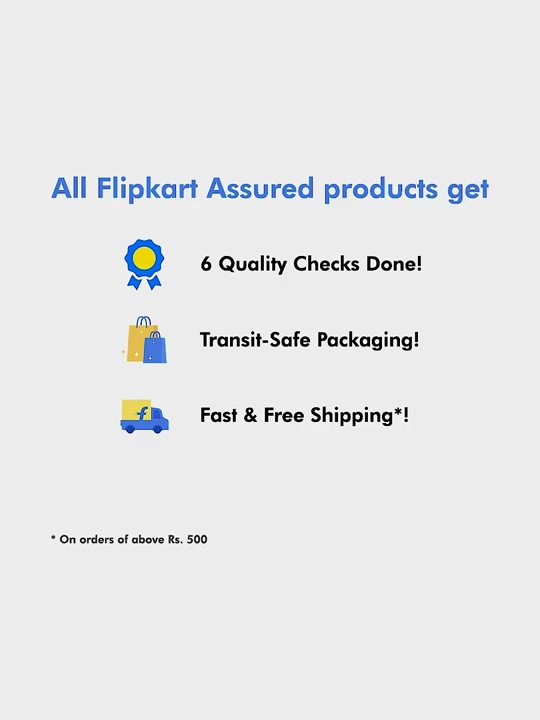 All Flipkart Assured products get
6 Quality Checks Done!
Transit-Safe Packaging!
f
Fast & Free Shipping*!
* On orders of above Rs. 500